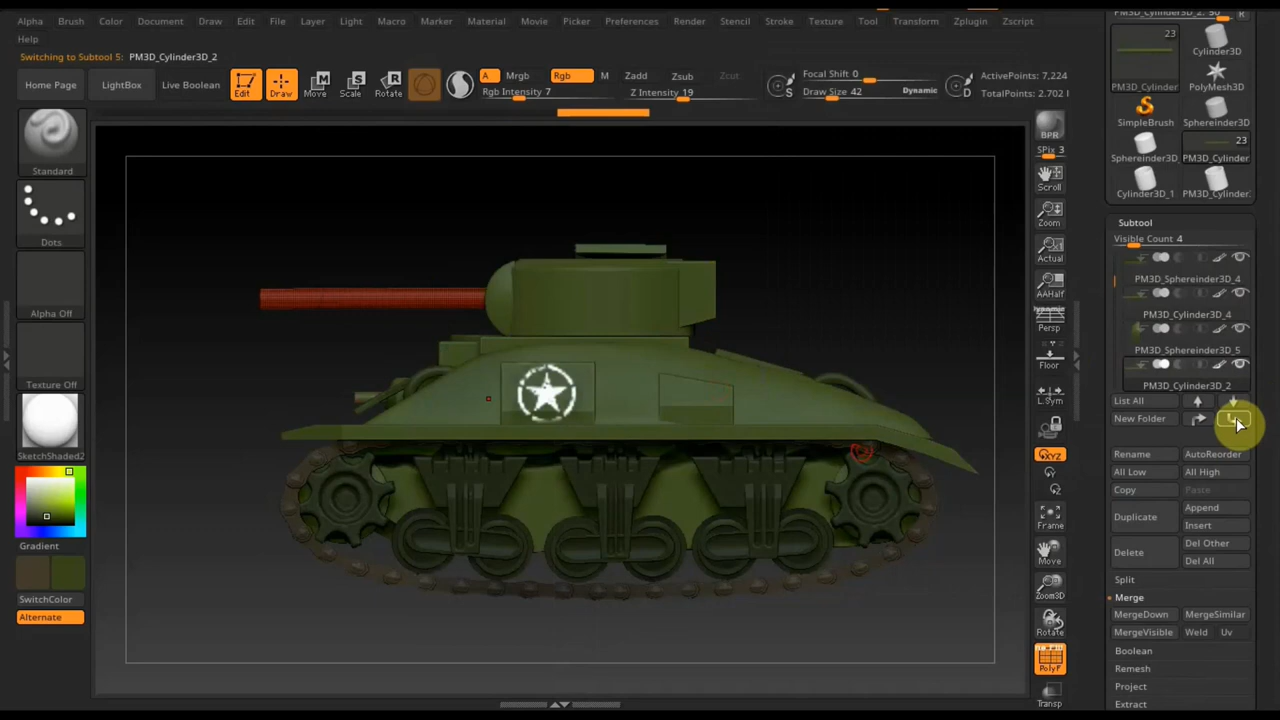 Alpha Brush Color Document Draw Edit File Layer Light Macro Marker Material Movie Picker Preferences Render Stencil Stroke Texture Tool Transform Zplugin Zscript
Help
Switching to Subtool 5: PM3D_Cylinder3D_2
Home Page LightBox Live Boolean Edit Draw Move Scale Rotate
A Mrgb Rgb M Zadd Zsub Zcut
Rgb Intensity 7 Z Intensity 19
S Focal Shift 0 Draw Size 42 Dynamic D
ActivePoints: 7,224
TotalPoints: 2.702
Standard
Dots
Alpha Off
Texture Off
SketchShaded2
Gradient
SwitchColor
Alternate
BPR
SPix 3
Scroll
Zoom
Actual
AAHalf
Dynamic
Persp
Floor
L.Sym
XYZ
Y
Z
Frame
Move
Zoom3D
Rotate
PolyF
Transp
PM3D_Cylinder3D_2. 50 R
23
Cylinder3D
PM3D_Cylinder PolyMesh3D
SimpleBrush Sphereinder3D
23
Sphereinder3D_ PM3D_Cylinder
Cylinder3D_1 PM3D_Cylinder
Subtool
Visible Count 4
PM3D_Sphereinder3D_4
PM3D_Cylinder3D_4
PM3D_Sphereinder3D_5
PM3D_Cylinder3D_2
List All
New Folder
Rename AutoReorder
All Low All High
Copy Paste
Duplicate Append
Insert
Delete Del Other
Del All
Split
Merge
MergeDown MergeSimilar
MergeVisible Weld Uv
Boolean
Remesh
Project
Extract